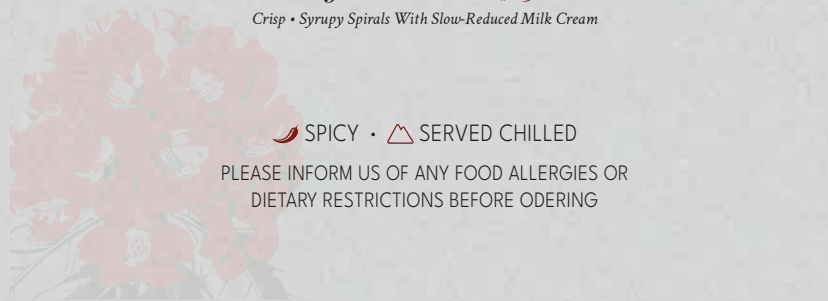 Crisp • Syrupy Spirals With Slow-Reduced Milk Cream
SPICY • SERVED CHILLED
PLEASE INFORM US OF ANY FOOD ALLERGIES OR
DIETARY RESTRICTIONS BEFORE ODERING